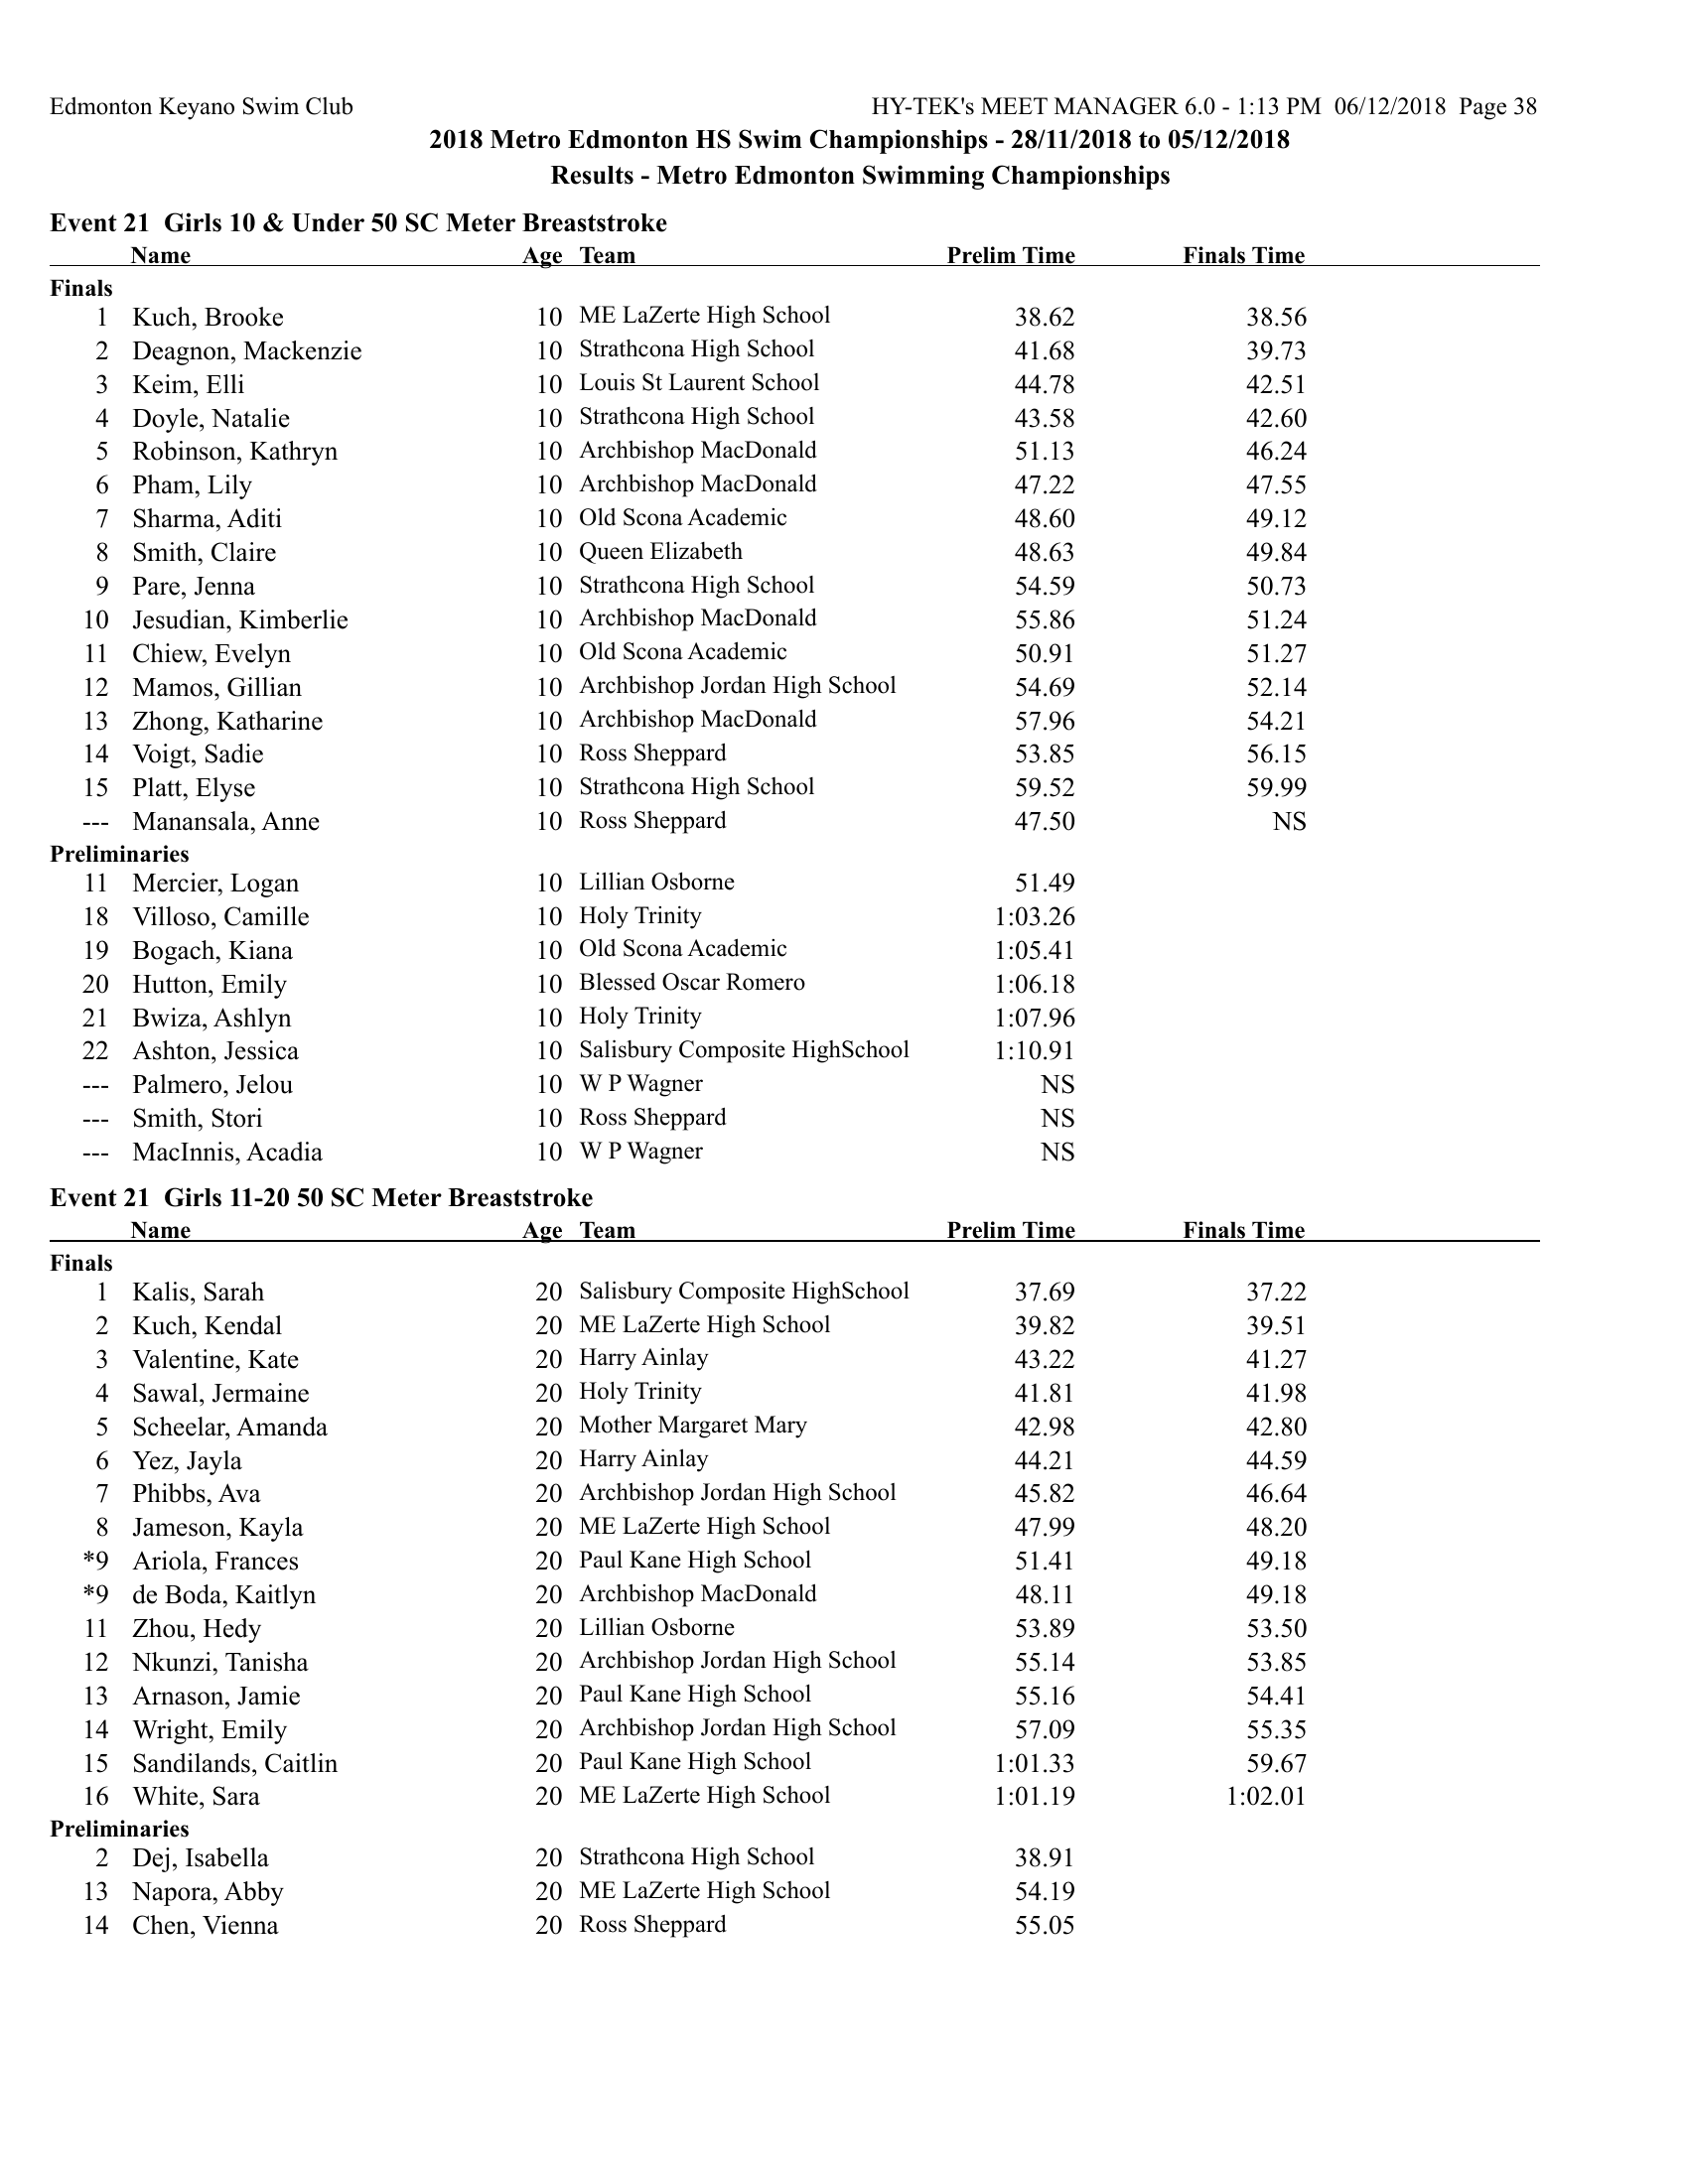 Edmonton Keyano Swim Club HY-TEK's MEET MANAGER 6.0 - 1:13 PM 06/12/2018 Page 38
2018 Metro Edmonton HS Swim Championships - 28/11/2018 to 05/12/2018
Results - Metro Edmonton Swimming Championships
Event 21 Girls 10 & Under 50 SC Meter Breaststroke
Name Age Team Prelim Time Finals Time
Finals
1 Kuch, Brooke 10 ME LaZerte High School 38.62 38.56
2 Deagnon, Mackenzie 10 Strathcona High School 41.68 39.73
3 Keim, Elli 10 Louis St Laurent School 44.78 42.51
4 Doyle, Natalie 10 Strathcona High School 43.58 42.60
5 Robinson, Kathryn 10 Archbishop MacDonald 51.13 46.24
6 Pham, Lily 10 Archbishop MacDonald 47.22 47.55
7 Sharma, Aditi 10 Old Scona Academic 48.60 49.12
8 Smith, Claire 10 Queen Elizabeth 48.63 49.84
9 Pare, Jenna 10 Strathcona High School 54.59 50.73
10 Jesudian, Kimberlie 10 Archbishop MacDonald 55.86 51.24
11 Chiew, Evelyn 10 Old Scona Academic 50.91 51.27
12 Mamos, Gillian 10 Archbishop Jordan High School 54.69 52.14
13 Zhong, Katharine 10 Archbishop MacDonald 57.96 54.21
14 Voigt, Sadie 10 Ross Sheppard 53.85 56.15
15 Platt, Elyse 10 Strathcona High School 59.52 59.99
--- Manansala, Anne 10 Ross Sheppard 47.50 NS
Preliminaries
11 Mercier, Logan 10 Lillian Osborne 51.49
18 Villoso, Camille 10 Holy Trinity 1:03.26
19 Bogach, Kiana 10 Old Scona Academic 1:05.41
20 Hutton, Emily 10 Blessed Oscar Romero 1:06.18
21 Bwiza, Ashlyn 10 Holy Trinity 1:07.96
22 Ashton, Jessica 10 Salisbury Composite HighSchool 1:10.91
--- Palmero, Jelou 10 W P Wagner NS
--- Smith, Stori 10 Ross Sheppard NS
--- MacInnis, Acadia 10 W P Wagner NS
Event 21 Girls 11-20 50 SC Meter Breaststroke
Name Age Team Prelim Time Finals Time
Finals
1 Kalis, Sarah 20 Salisbury Composite HighSchool 37.69 37.22
2 Kuch, Kendal 20 ME LaZerte High School 39.82 39.51
3 Valentine, Kate 20 Harry Ainlay 43.22 41.27
4 Sawal, Jermaine 20 Holy Trinity 41.81 41.98
5 Scheelar, Amanda 20 Mother Margaret Mary 42.98 42.80
6 Yez, Jayla 20 Harry Ainlay 44.21 44.59
7 Phibbs, Ava 20 Archbishop Jordan High School 45.82 46.64
8 Jameson, Kayla 20 ME LaZerte High School 47.99 48.20
*9 Ariola, Frances 20 Paul Kane High School 51.41 49.18
*9 de Boda, Kaitlyn 20 Archbishop MacDonald 48.11 49.18
11 Zhou, Hedy 20 Lillian Osborne 53.89 53.50
12 Nkunzi, Tanisha 20 Archbishop Jordan High School 55.14 53.85
13 Arnason, Jamie 20 Paul Kane High School 55.16 54.41
14 Wright, Emily 20 Archbishop Jordan High School 57.09 55.35
15 Sandilands, Caitlin 20 Paul Kane High School 1:01.33 59.67
16 White, Sara 20 ME LaZerte High School 1:01.19 1:02.01
Preliminaries
2 Dej, Isabella 20 Strathcona High School 38.91
13 Napora, Abby 20 ME LaZerte High School 54.19
14 Chen, Vienna 20 Ross Sheppard 55.05